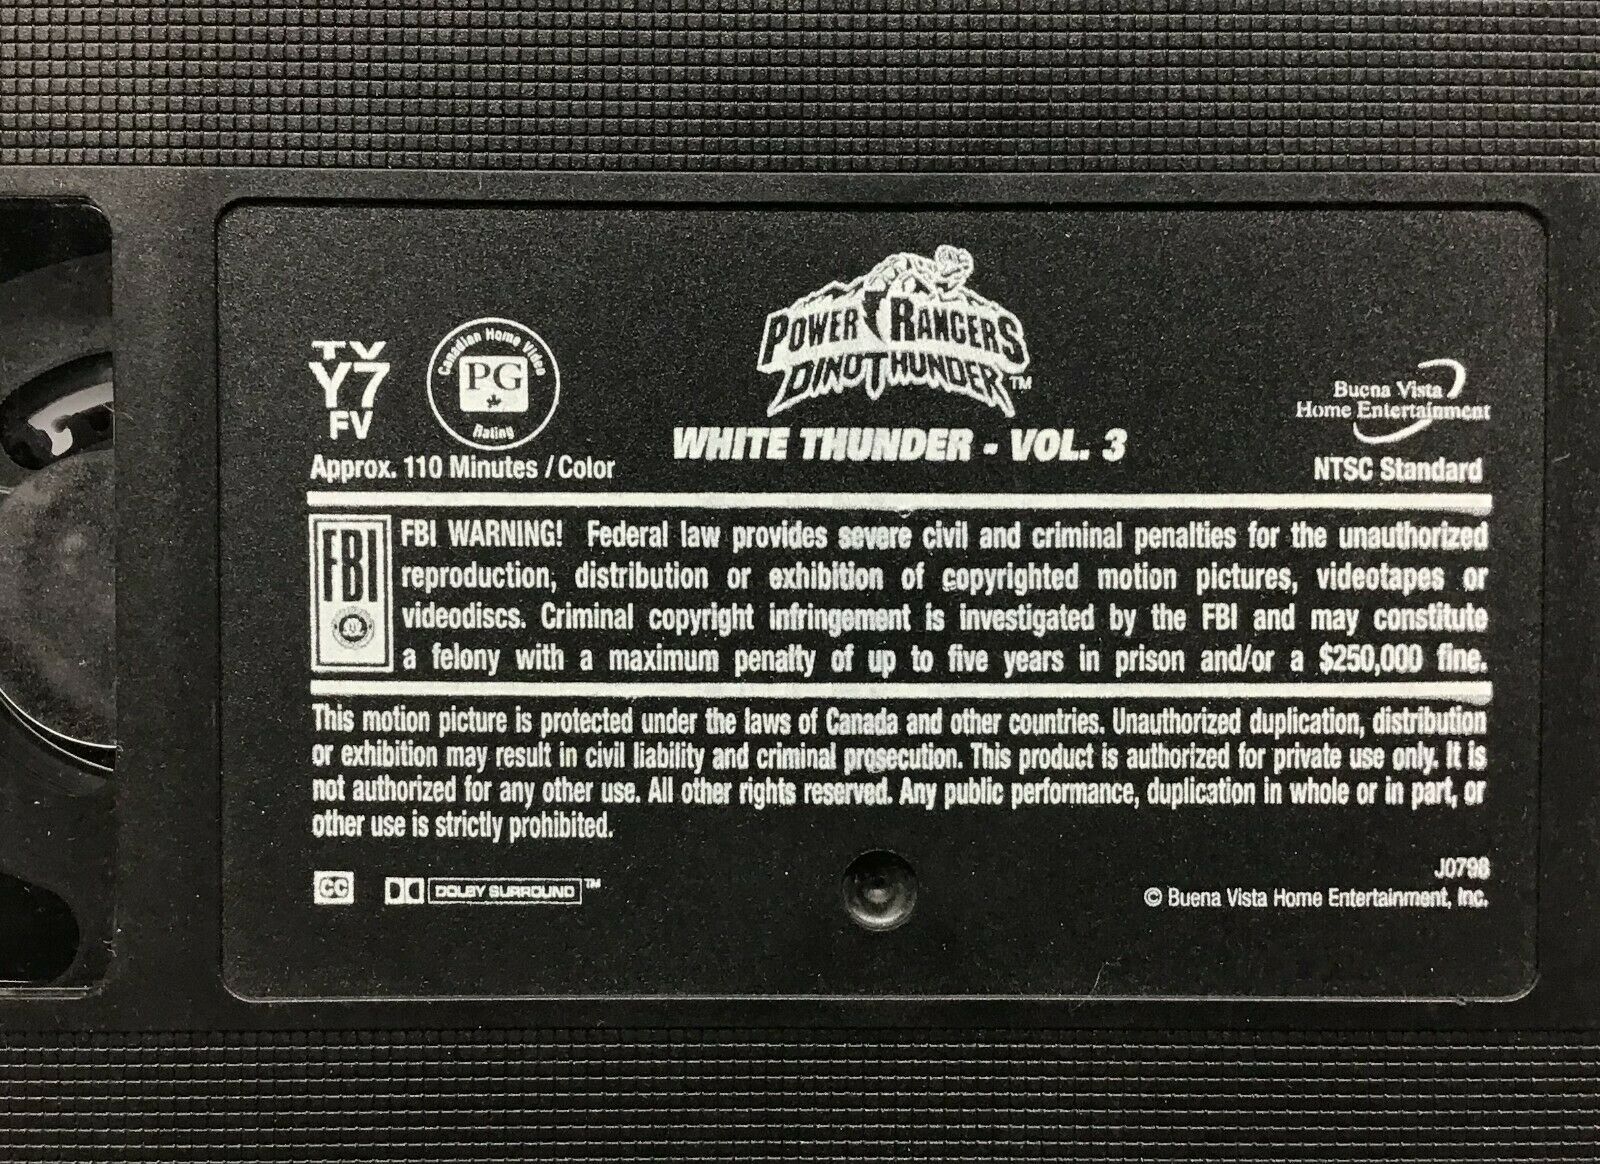 POWER RANGERS
DINO THUNDER™
TV
Y7
FV
Canadian Home Video
PG
Rating
Buena Vista
Home Entertainment
WHITE THUNDER - VOL. 3
Approx. 110 Minutes / Color
NTSC Standard
FBI
FBI WARNING! Federal law provides severe civil and criminal penalties for the unauthorized
reproduction, distribution or exhibition of copyrighted motion pictures, videotapes or
videodiscs. Criminal copyright infringement is investigated by the FBI and may constitute
a felony with a maximum penalty of up to five years in prison and/or a $250,000 fine.
This motion picture is protected under the laws of Canada and other countries. Unauthorized duplication, distribution
or exhibition may result in civil liability and criminal prosecution. This product is authorized for private use only. It is
not authorized for any other use. All other rights reserved. Any public performance, duplication in whole or in part, or
other use is strictly prohibited.
CC
DOLBY SURROUND™
J0798
© Buena Vista Home Entertainment, Inc.